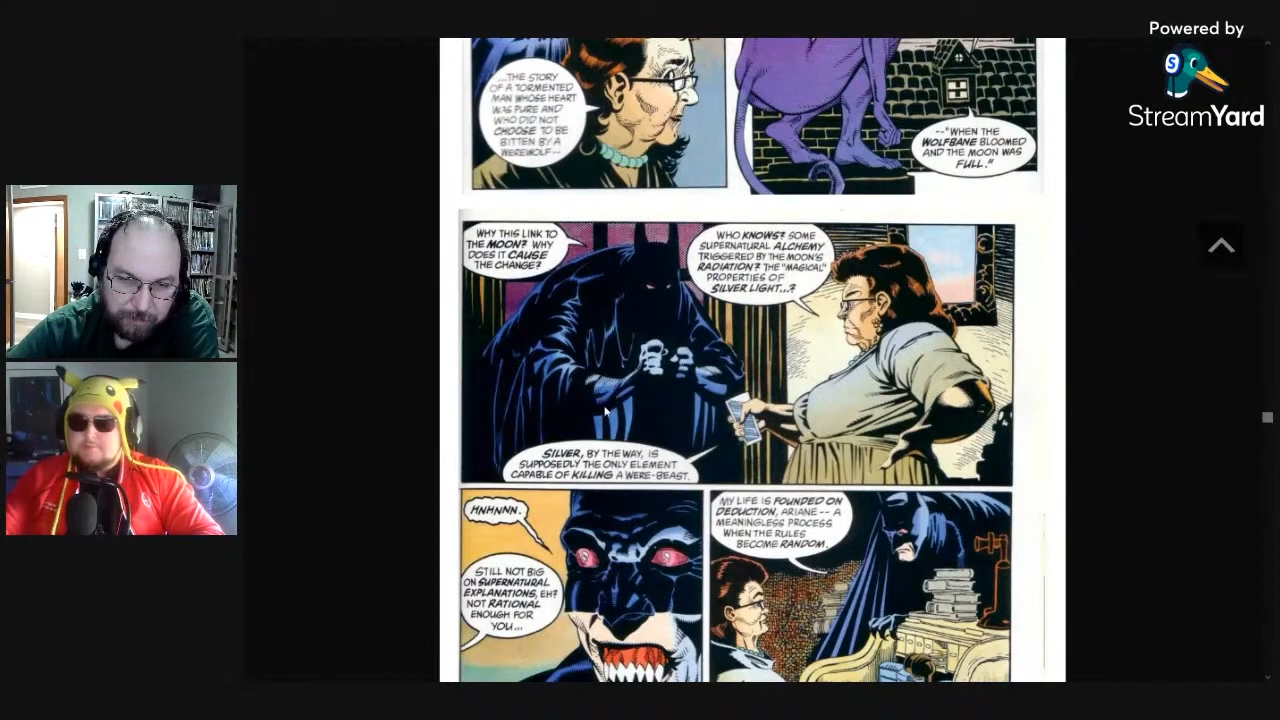 Powered by
StreamYard
...THE STORY
OF A TORMENTED
MAN WHOSE HEART
WAS PURE AND
WHO DID NOT
CHOOSE TO BE
BITTEN BY A
WEREWOLF--
--"WHEN THE
WOLFBANE BLOOMED
AND THE MOON WAS
FULL."
WHY THIS LINK TO
THE MOON? WHY
DOES IT CAUSE
THE CHANGE?
WHO KNOWS? SOME
SUPERNATURAL ALCHEMY
TRIGGERED BY THE MOON'S
RADIATION? THE "MAGICAL"
PROPERTIES OF
SILVER LIGHT...?
SILVER, BY THE WAY, IS
SUPPOSEDLY THE ONLY ELEMENT
CAPABLE OF KILLING A WERE-BEAST.
HNHNNN.
STILL NOT BIG
ON SUPERNATURAL
EXPLANATIONS, EH?
NOT RATIONAL
ENOUGH FOR
YOU...
MY LIFE IS FOUNDED ON
DEDUCTION, ARIANE-- A
MEANINGLESS PROCESS
WHEN THE RULES
BECOME RANDOM.